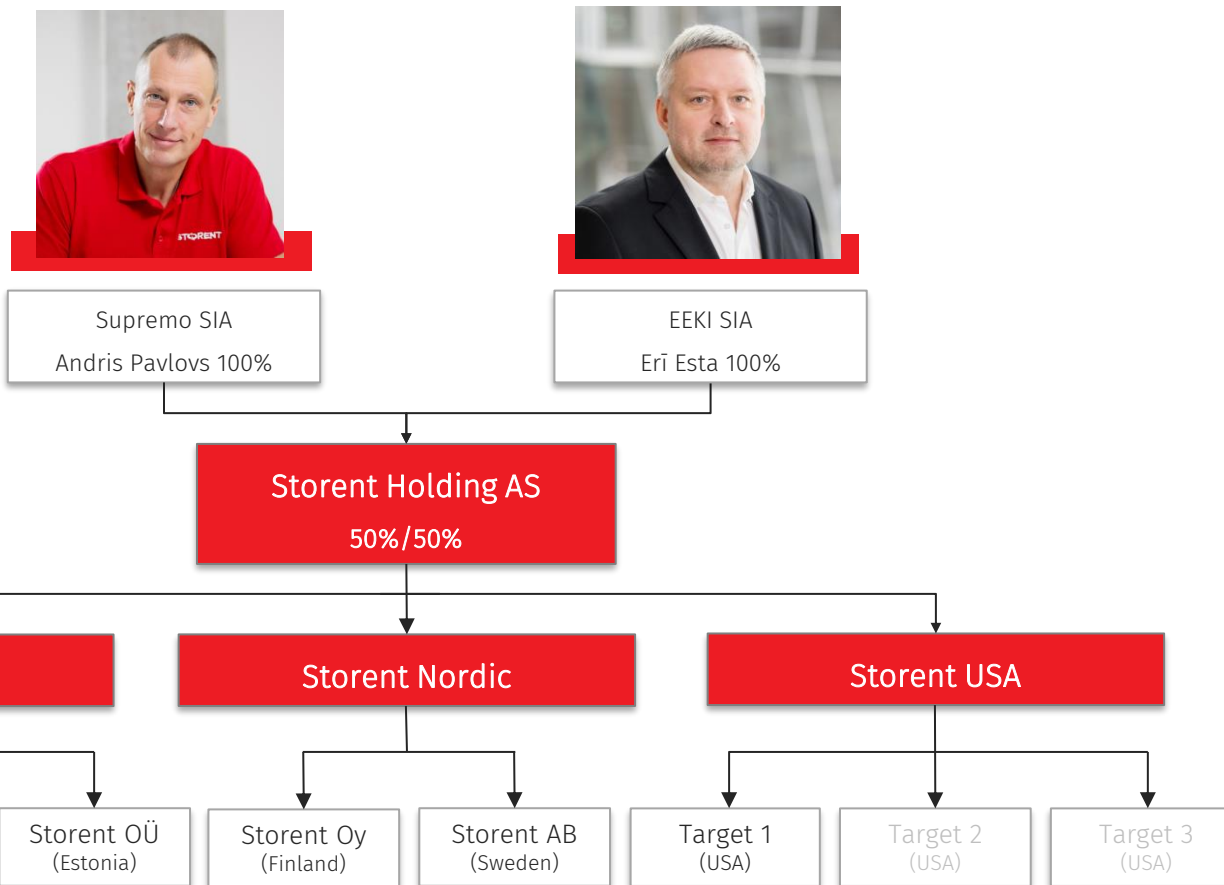 STORENT
Supremo SIA
Andris Pavlovs 100%
EEKI SIA
Erī Esta 100%
Storent Holding AS
50%/50%
Storent Nordic
Storent USA
Storent OÜ
(Estonia)
Storent Oy
(Finland)
Storent AB
(Sweden)
Target 1
(USA)
Target 2
(USA)
Target 3
(USA)